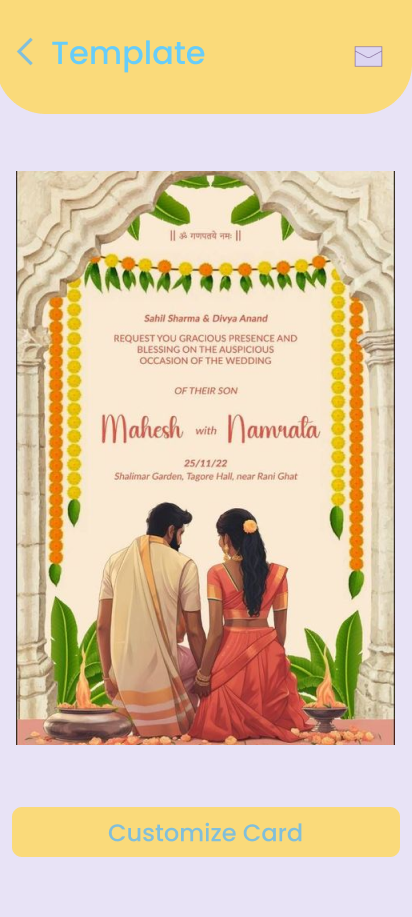 Template
|| ॐ गणपतये नमः ||
Sahil Sharma & Divya Anand
REQUEST YOU GRACIOUS PRESENCE AND
BLESSING ON THE AUSPICIOUS
OCCASION OF THE WEDDING
OF THEIR SON
Mahesh with Namrata
25/11/22
Shalimar Garden, Tagore Hall, near Rani Ghat
Customize Card